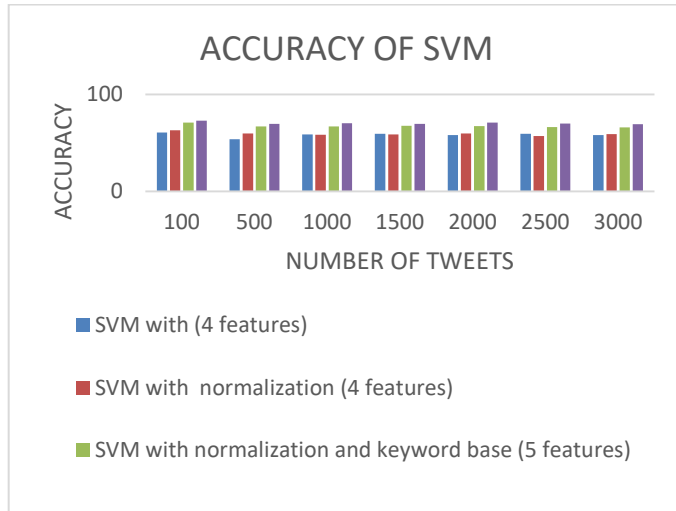 ACCURACY OF SVM
100
0
ACCURACY
100 500 1000 1500 2000 2500 3000
NUMBER OF TWEETS
SVM with (4 features)
SVM with normalization (4 features)
SVM with normalization and keyword base (5 features)